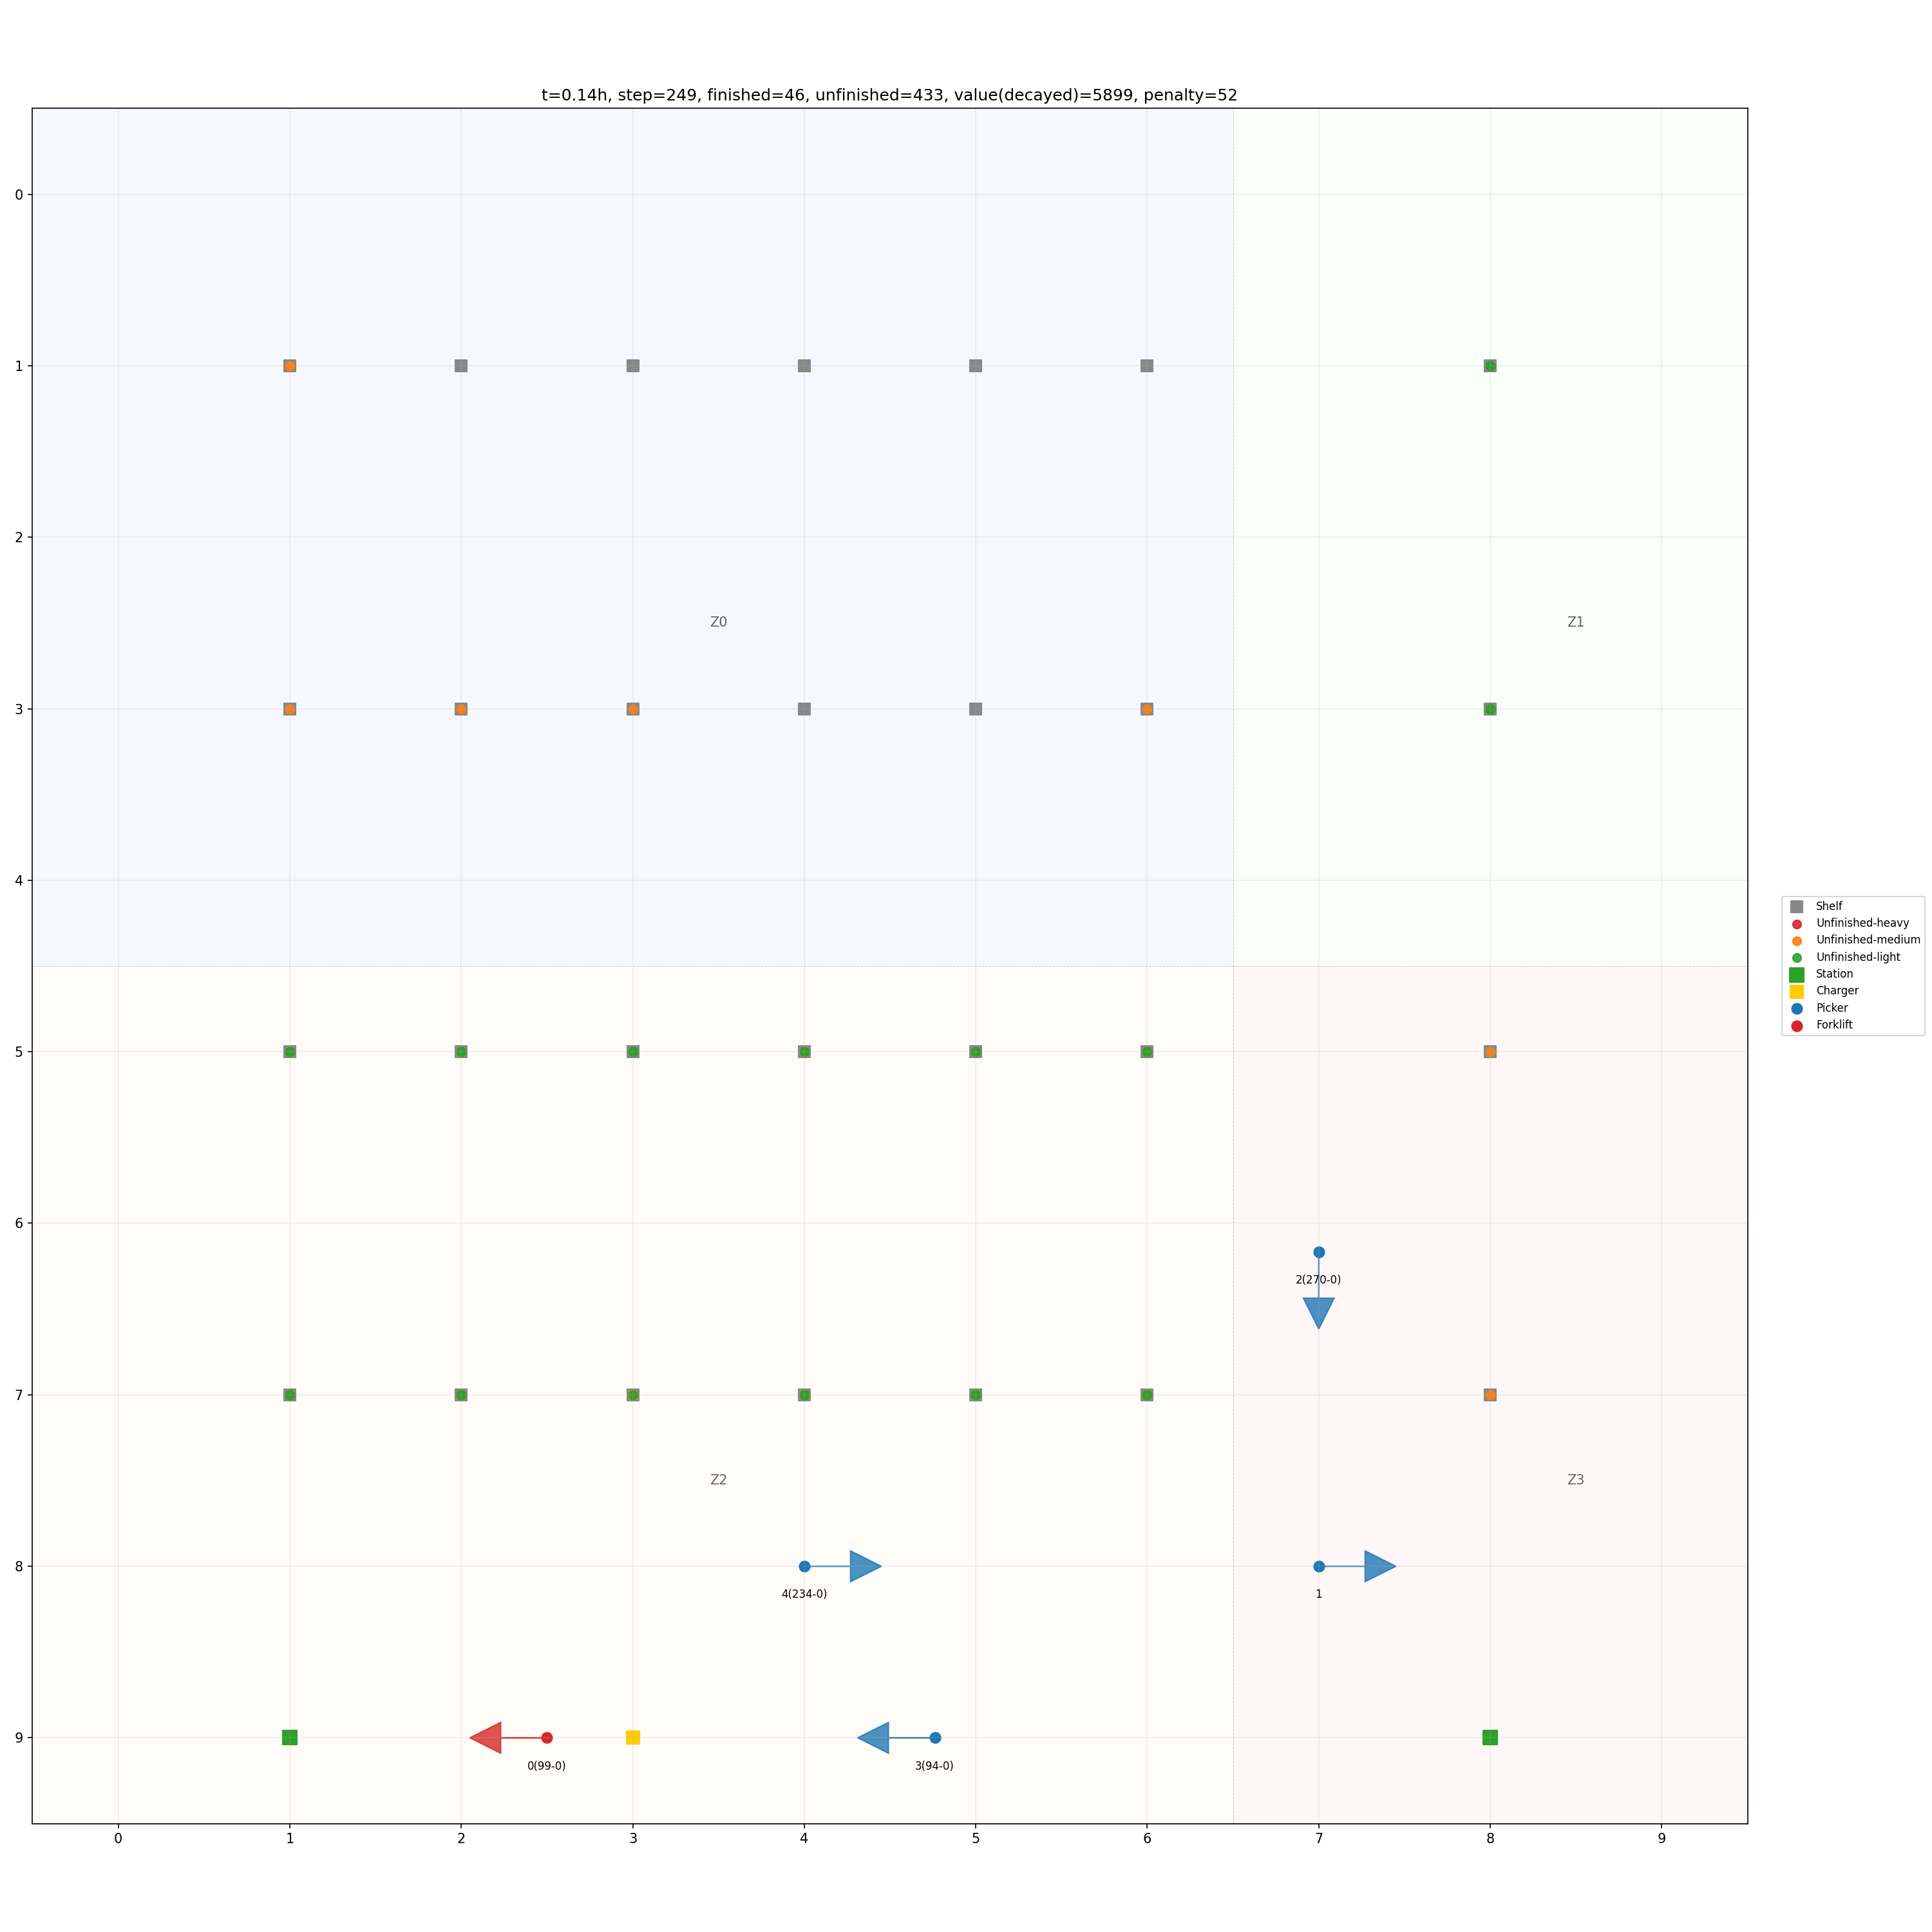 t=0.14h, step=249, finished=46, unfinished=433, value(decayed)=5899, penalty=52
0
1
2
Z0
Z1
3
4
Shelf
Unfinished-heavy
Unfinished-medium
Unfinished-light
Station
Charger
Picker
Forklift
5
6
2(270-0)
7
Z2
Z3
8
4(234-0)
1
9
0(99-0)
3(94-0)
0 1 2 3 4 5 6 7 8 9